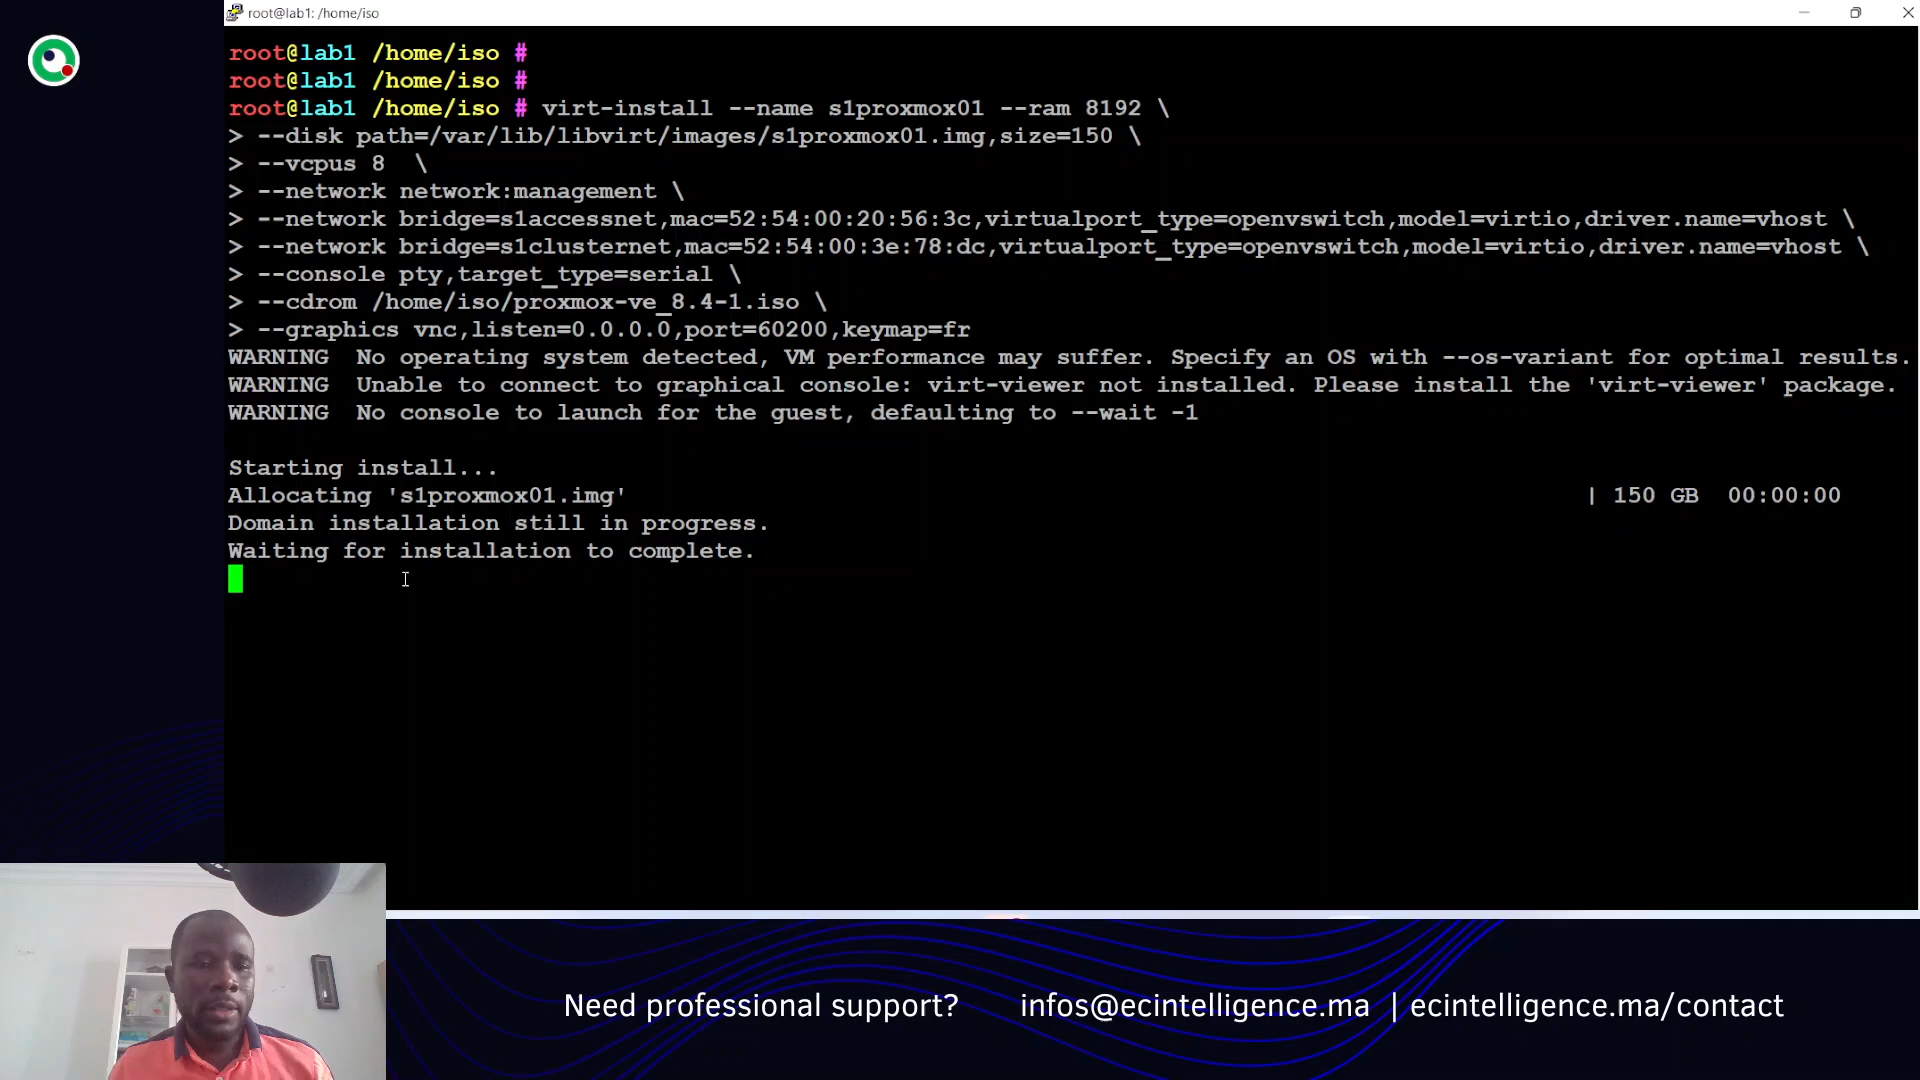 root@lab1: /home/iso
root@lab1 /home/iso #
root@lab1 /home/iso #
root@lab1 /home/iso # virt-install --name s1proxmox01 --ram 8192 \
> --disk path=/var/lib/libvirt/images/s1proxmox01.img,size=150 \
> --vcpus 8  \
> --network network:management \
> --network bridge=s1accessnet,mac=52:54:00:20:56:3c,virtualport_type=openvswitch,model=virtio,driver.name=vhost \
> --network bridge=s1clusternet,mac=52:54:00:3e:78:dc,virtualport_type=openvswitch,model=virtio,driver.name=vhost \
> --console pty,target_type=serial \
> --cdrom /home/iso/proxmox-ve_8.4-1.iso \
> --graphics vnc,listen=0.0.0.0,port=60200,keymap=fr
WARNING  No operating system detected, VM performance may suffer. Specify an OS with --os-variant for optimal results.
WARNING  Unable to connect to graphical console: virt-viewer not installed. Please install the 'virt-viewer' package.
WARNING  No console to launch for the guest, defaulting to --wait -1
Starting install...
Allocating 's1proxmox01.img' | 150 GB  00:00:00
Domain installation still in progress.
Waiting for installation to complete.
Need professional support? infos@ecintelligence.ma | ecintelligence.ma/contact